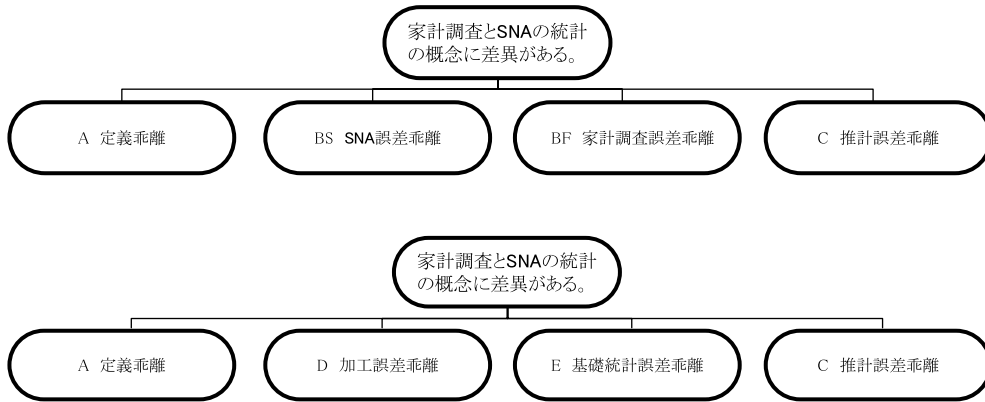 家計調査とSNAの統計
の概念に差異がある。
A 定義乖離
BS SNA誤差乖離
BF 家計調査誤差乖離
C 推計誤差乖離
家計調査とSNAの統計
の概念に差異がある。
A 定義乖離
D 加工誤差乖離
E 基礎統計誤差乖離
C 推計誤差乖離